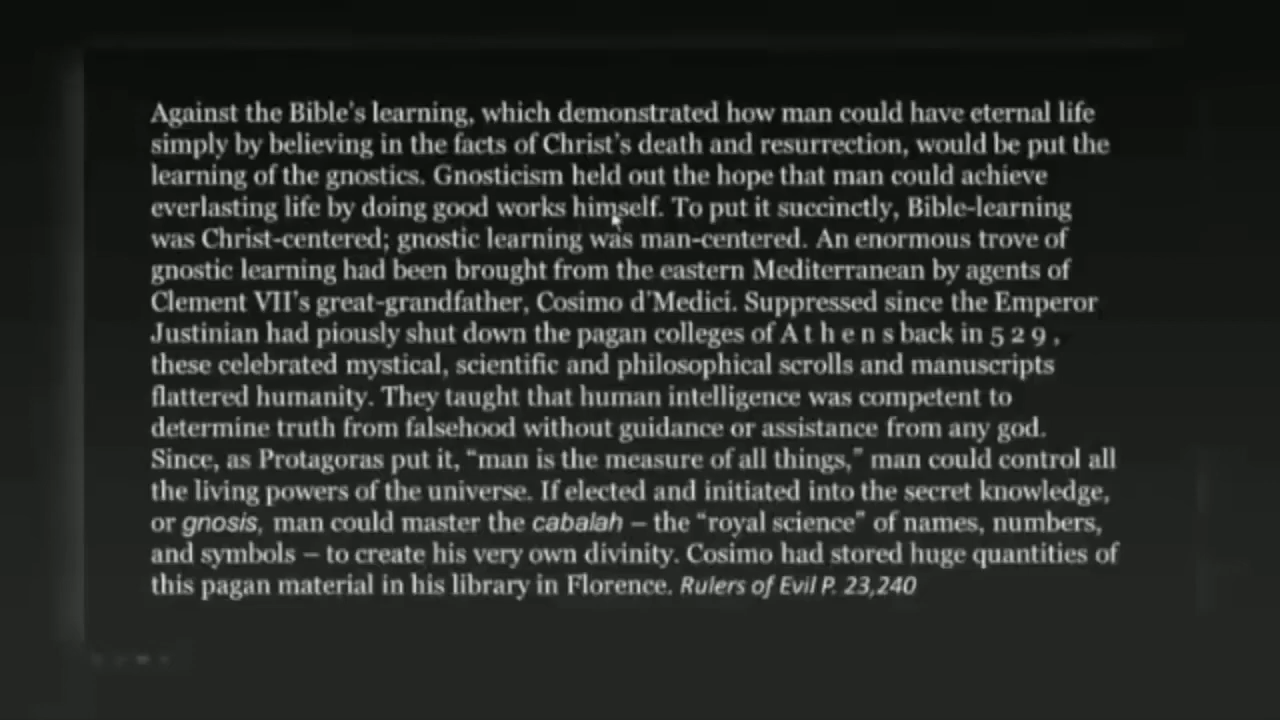 Against the Bible's learning, which demonstrated how man could have eternal life
simply by believing in the facts of Christ's death and resurrection, would be put the
learning of the gnostics. Gnosticism held out the hope that man could achieve
everlasting life by doing good works himself. To put it succinctly, Bible-learning
was Christ-centered; gnostic learning was man-centered. An enormous trove of
gnostic learning had been brought from the eastern Mediterranean by agents of
Clement VII's great-grandfather, Cosimo d'Medici. Suppressed since the Emperor
Justinian had piously shut down the pagan colleges of A t h e n s back in 5 2 9 ,
these celebrated mystical, scientific and philosophical scrolls and manuscripts
flattered humanity. They taught that human intelligence was competent to
determine truth from falsehood without guidance or assistance from any god.
Since, as Protagoras put it, “man is the measure of all things,” man could control all
the living powers of the universe. If elected and initiated into the secret knowledge,
or gnosis, man could master the cabalah – the “royal science” of names, numbers,
and symbols – to create his very own divinity. Cosimo had stored huge quantities of
this pagan material in his library in Florence. Rulers of Evil P. 23,240